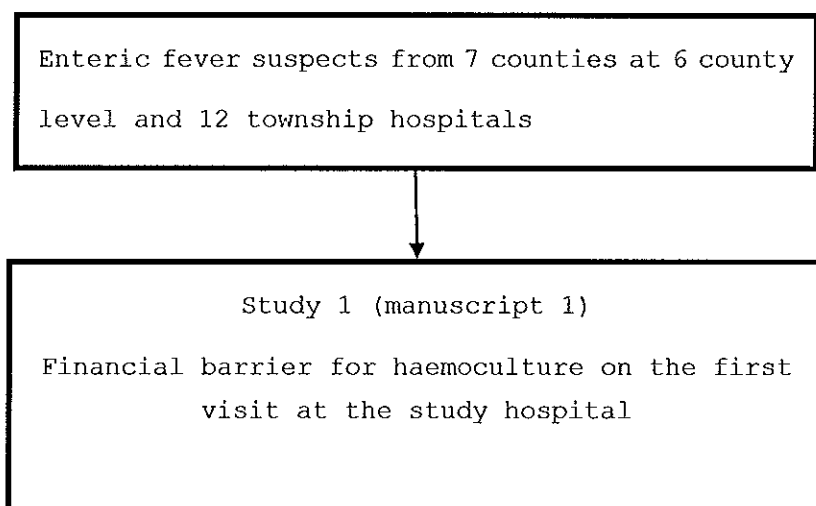 Enteric fever suspects from 7 counties at 6 county
level and 12 township hospitals
Study 1 (manuscript 1)
Financial barrier for haemoculture on the first
visit at the study hospital